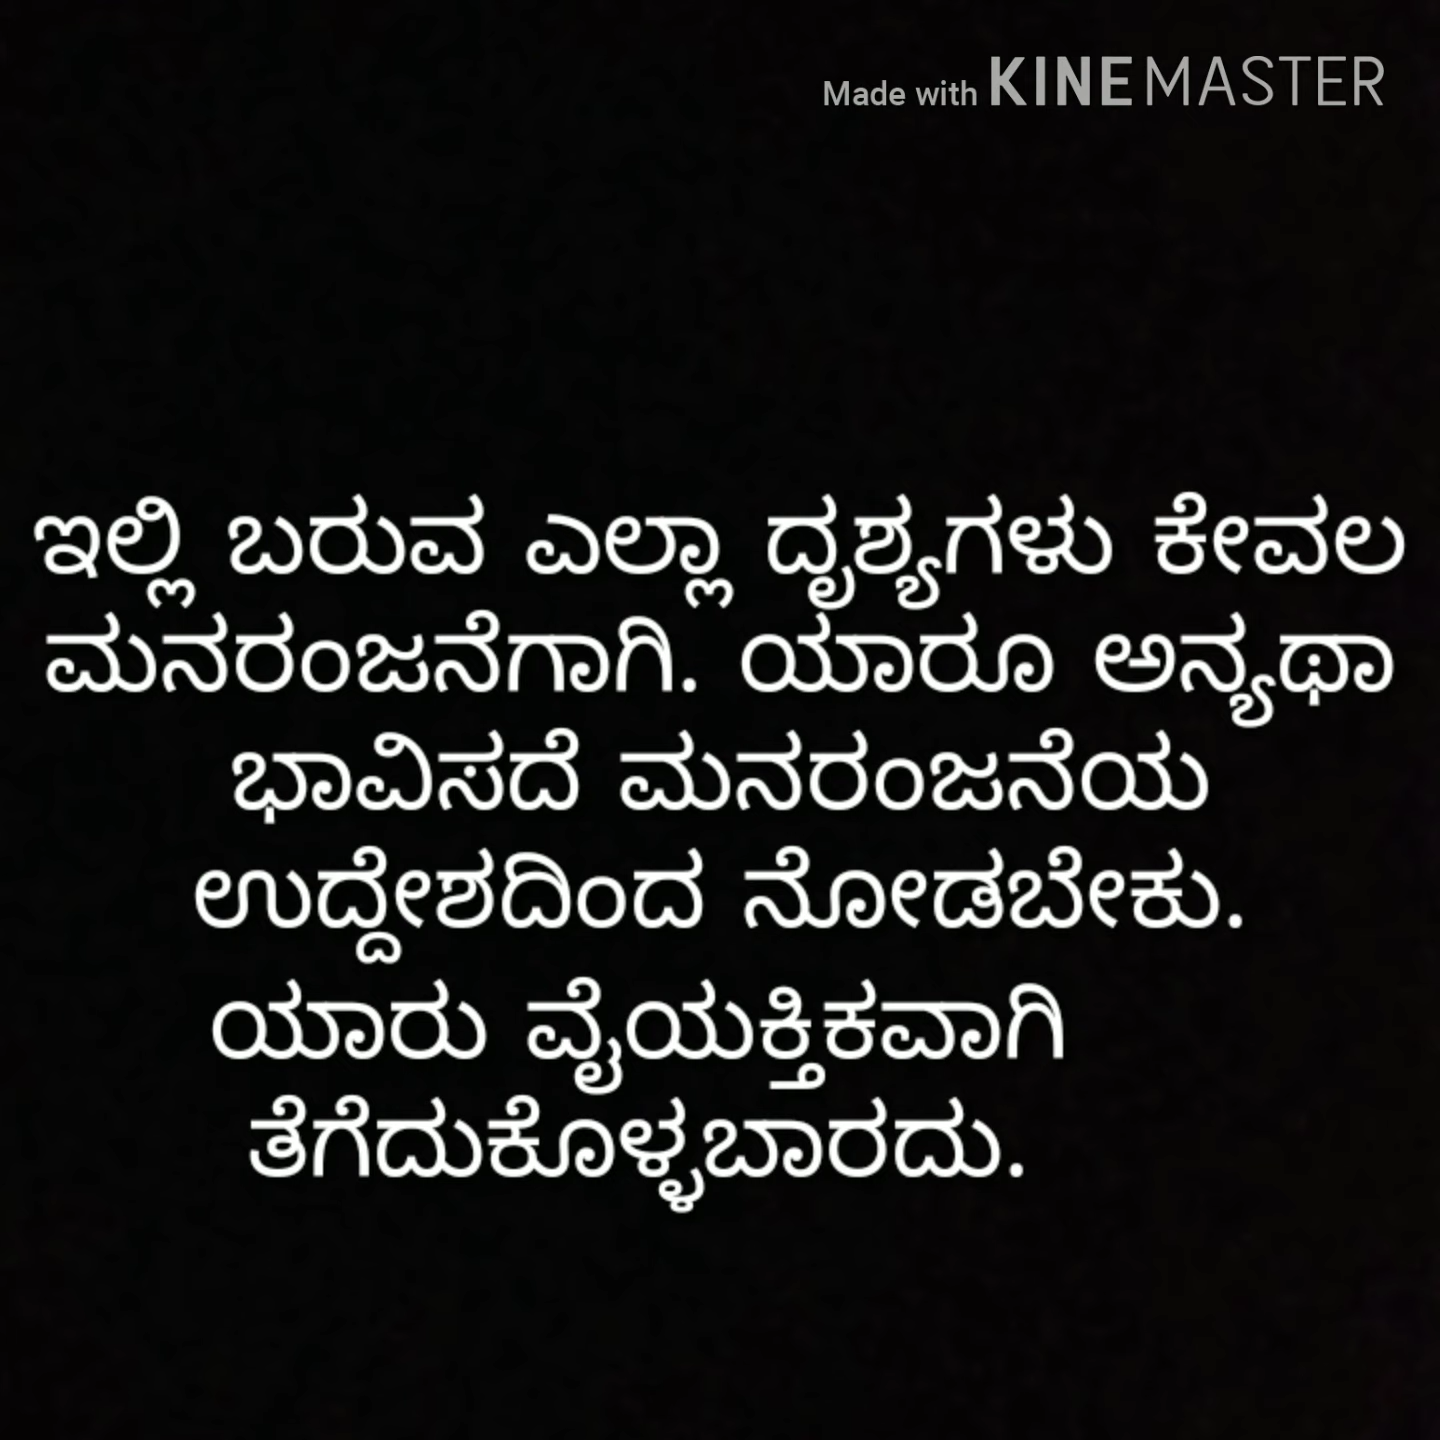 Made with KINEMASTER
ಇಲ್ಲಿ ಬರುವ ಎಲ್ಲಾ ದೃಶ್ಯಗಳು ಕೇವಲ
ಮನರಂಜನೆಗಾಗಿ. ಯಾರೂ ಅನ್ಯಥಾ
ಭಾವಿಸದೆ ಮನರಂಜನೆಯ
ಉದ್ದೇಶದಿಂದ ನೋಡಬೇಕು.
ಯಾರು ವೈಯಕ್ತಿಕವಾಗಿ
ತೆಗೆದುಕೊಳ್ಳಬಾರದು.